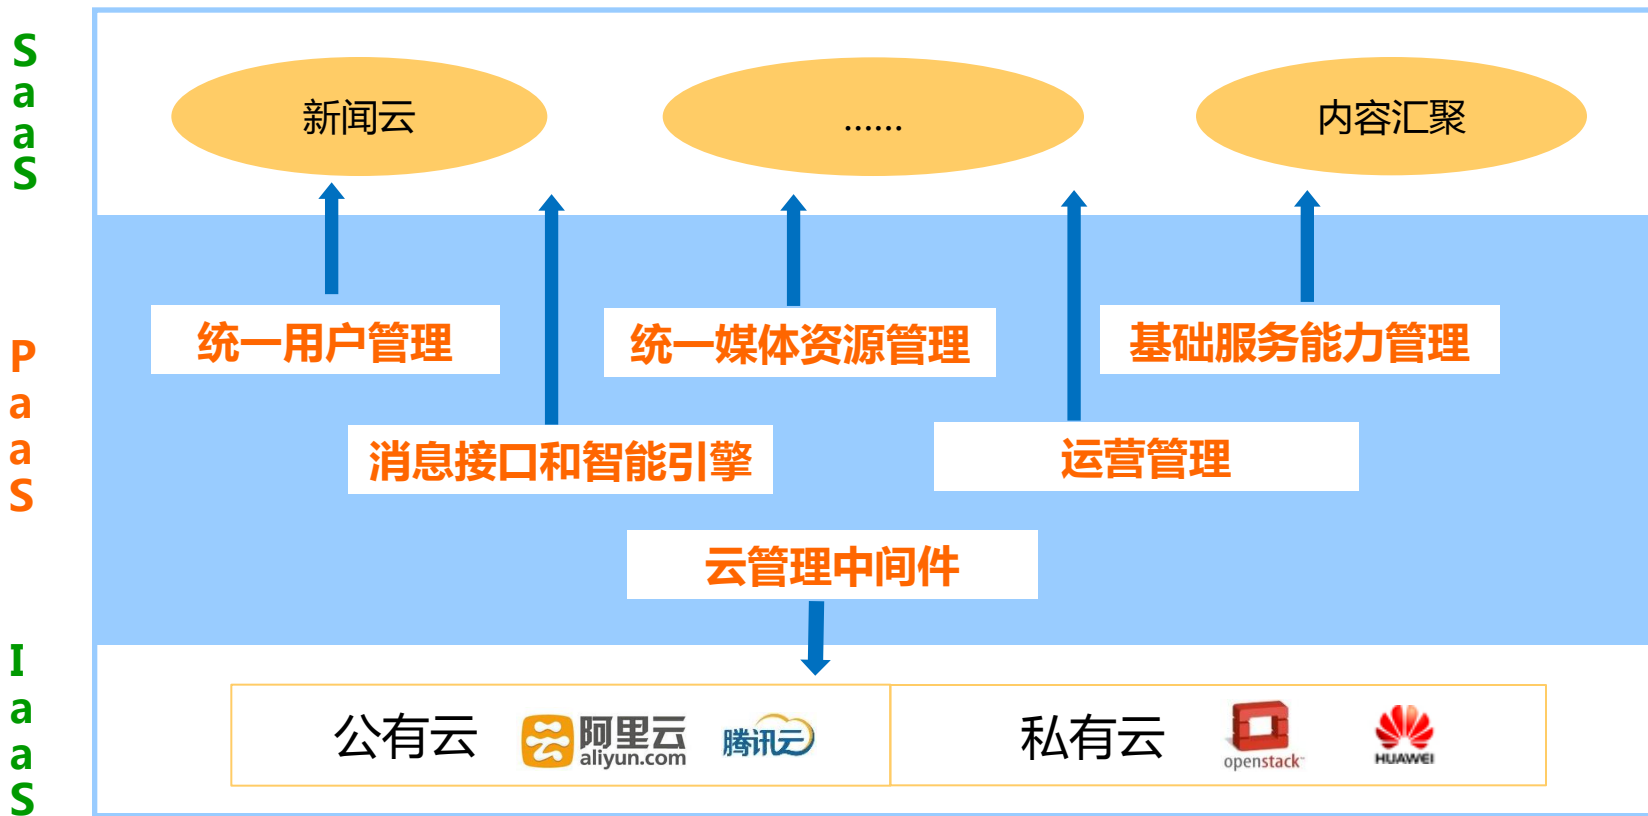 SaaS
新闻云
......
内容汇聚
PaaS
统一用户管理
统一媒体资源管理
基础服务能力管理
消息接口和智能引擎
运营管理
云管理中间件
IaaS
公有云
阿里云
aliyun.com
腾讯云
私有云
openstack
HUAWEI